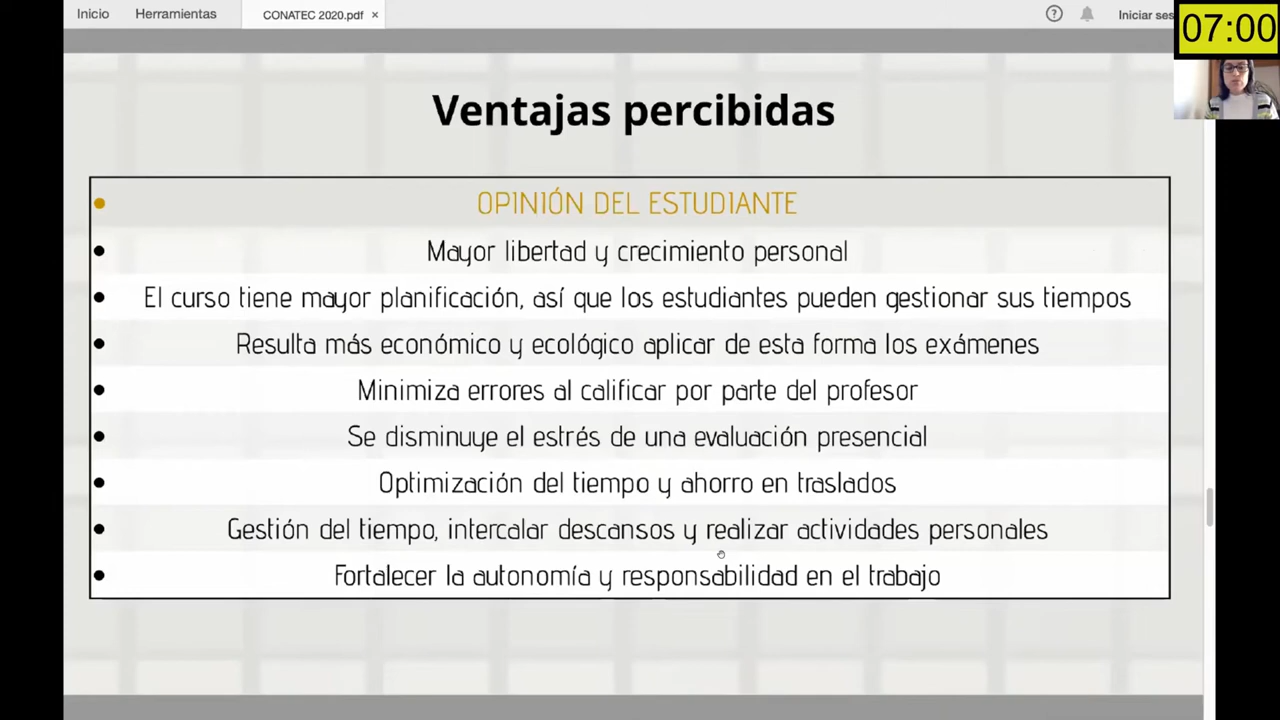 Inicio Herramientas CONATEC 2020.pdf × ? Iniciar ses
07:00
Ventajas percibidas
• OPINIÓN DEL ESTUDIANTE
• Mayor libertad y crecimiento personal
• El curso tiene mayor planificación, así que los estudiantes pueden gestionar sus tiempos
• Resulta más económico y ecológico aplicar de esta forma los exámenes
• Minimiza errores al calificar por parte del profesor
• Se disminuye el estrés de una evaluación presencial
• Optimización del tiempo y ahorro en traslados
• Gestión del tiempo, intercalar descansos y realizar actividades personales
• Fortalecer la autonomía y responsabilidad en el trabajo